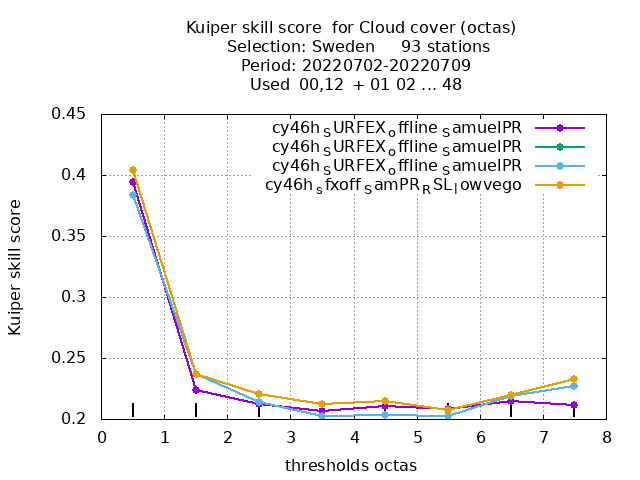 Kuiper skill score  for Cloud cover (octas)
Selection: Sweden     93 stations
Period: 20220702-20220709
Used  00,12  + 01 02 ... 48
cy46h_SURFEX_offline_SamuelPR
cy46h_SURFEX_offline_SamuelPR
cy46h_SURFEX_offline_SamuelPR
cy46h_sfxoff_SamPR_RSL_lowvego
0.45
0.4
0.35
0.3
0.25
0.2
Kuiper skill score
0 1 2 3 4 5 6 7 8
thresholds octas